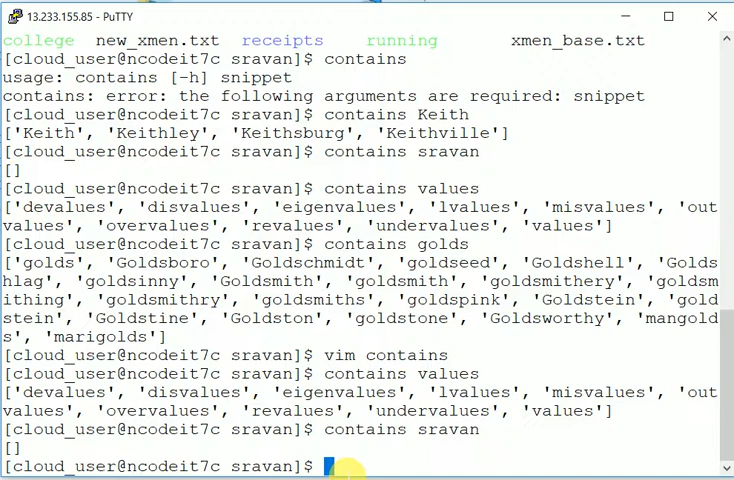 13.233.155.85 - PuTTY
college new_xmen.txt receipts running xmen_base.txt
[cloud_user@ncodeit7c sravan]$ contains
usage: contains [-h] snippet
contains: error: the following arguments are required: snippet
[cloud_user@ncodeit7c sravan]$ contains Keith
['Keith', 'Keithley', 'Keithsburg', 'Keithville']
[cloud_user@ncodeit7c sravan]$ contains sravan
[]
[cloud_user@ncodeit7c sravan]$ contains values
['devalues', 'disvalues', 'eigenvalues', 'lvalues', 'misvalues', 'out
values', 'overvalues', 'revalues', 'undervalues', 'values']
[cloud_user@ncodeit7c sravan]$ contains golds
['golds', 'Goldsboro', 'Goldschmidt', 'goldseed', 'Goldshell', 'Golds
hlag', 'goldsinny', 'Goldsmith', 'goldsmith', 'goldsmithery', 'goldsm
ithing', 'goldsmithry', 'goldsmiths', 'goldspink', 'Goldstein', 'gold
stein', 'Goldstine', 'Goldston', 'goldstone', 'Goldsworthy', 'mangold
s', 'marigolds']
[cloud_user@ncodeit7c sravan]$ vim contains
[cloud_user@ncodeit7c sravan]$ contains values
['devalues', 'disvalues', 'eigenvalues', 'lvalues', 'misvalues', 'out
values', 'overvalues', 'revalues', 'undervalues', 'values']
[cloud_user@ncodeit7c sravan]$ contains sravan
[]
[cloud_user@ncodeit7c sravan]$